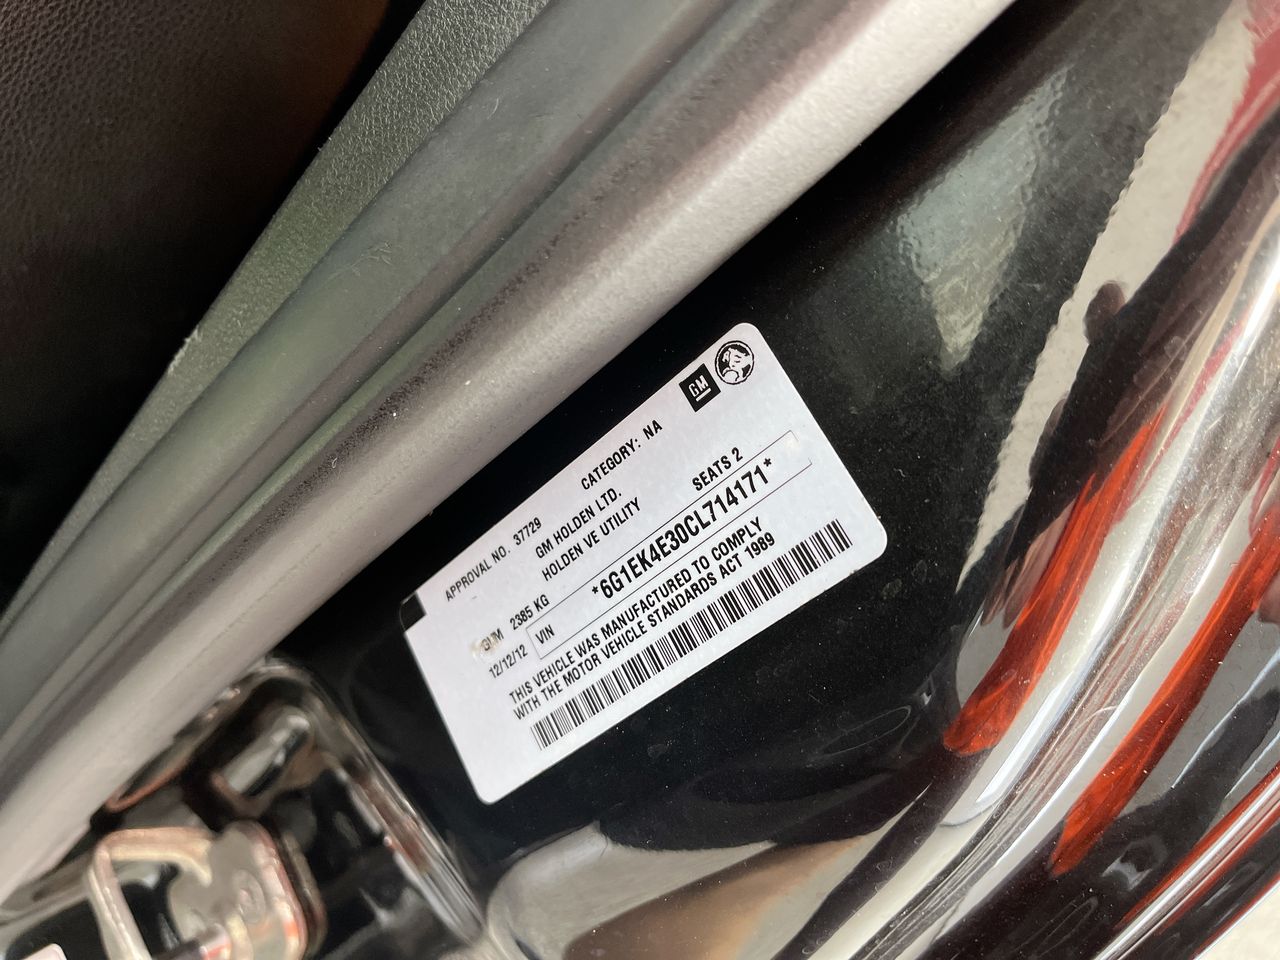 GM
APPROVAL NO. 37729 CATEGORY: NA
GM HOLDEN LTD.
HOLDEN VE UTILITY SEATS 2
2385 KG
12/12/12 VIN *6G1EK4E30CL714171*
THIS VEHICLE WAS MANUFACTURED TO COMPLY
WITH THE MOTOR VEHICLE STANDARDS ACT 1989